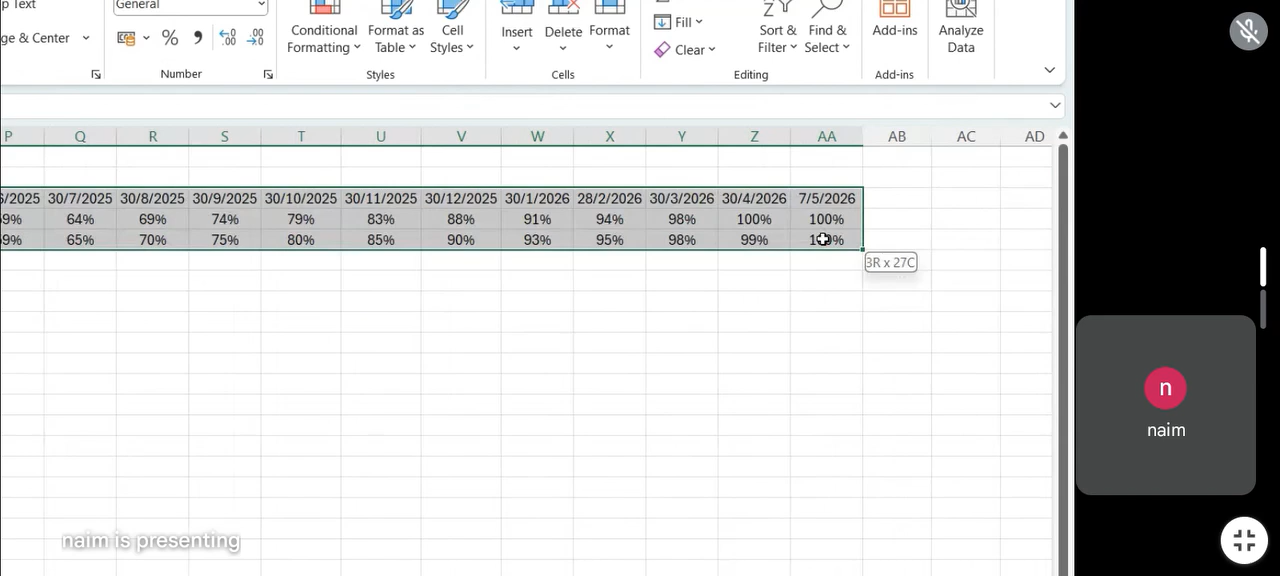 General
Conditional
Formatting
Format as
Table
Cell
Styles
Insert
Delete
Format
Fill
Clear
Sort &
Filter
Find &
Select
Add-ins
Analyze
Data
Number
Styles
Cells
Editing
Add-ins
P Q R S T U V W X Y Z AA AB AC AD
/2025 30/7/2025 30/8/2025 30/9/2025 30/10/2025 30/11/2025 30/12/2025 30/1/2026 28/2/2026 30/3/2026 30/4/2026 7/5/2026
9% 64% 69% 74% 79% 83% 88% 91% 94% 98% 100% 100%
9% 65% 70% 75% 80% 85% 90% 93% 95% 98% 99%
3R x 27C
n
naim
naim is presenting